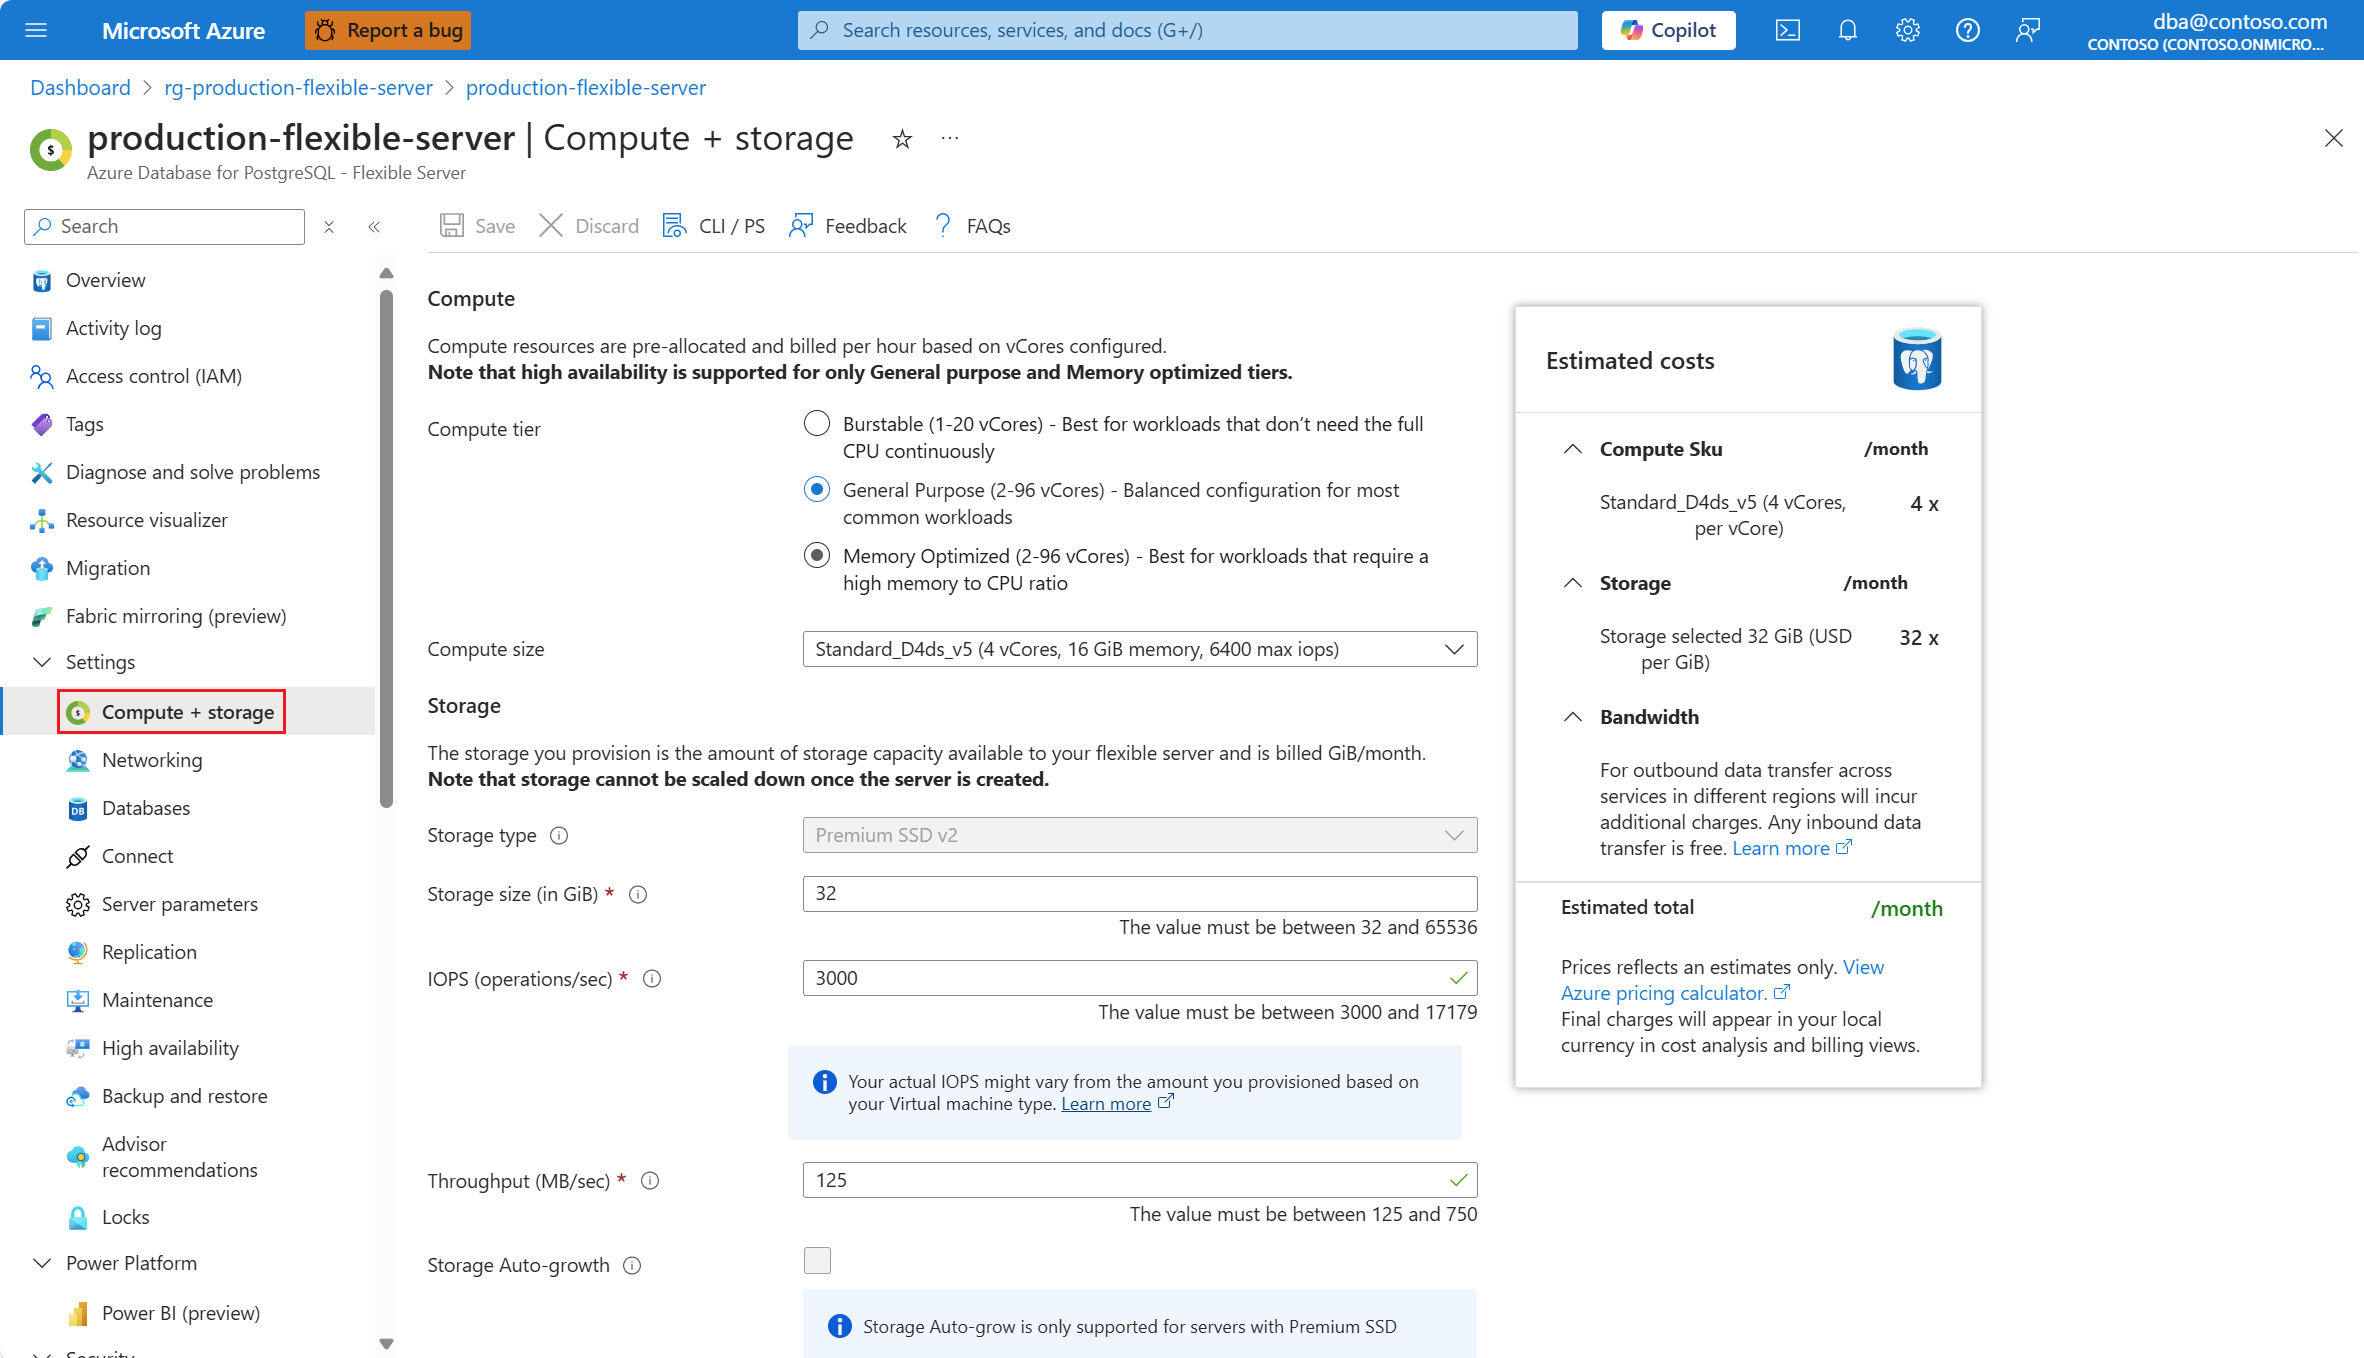 Microsoft Azure
Report a bug
Search resources, services, and docs (G+/)
Copilot
dba@contoso.com
CONTOSO (CONTOSO.ONMICRO...
Dashboard > rg-production-flexible-server > production-flexible-server
production-flexible-server | Compute + storage
Azure Database for PostgreSQL - Flexible Server
Search
Overview
Activity log
Access control (IAM)
Tags
Diagnose and solve problems
Resource visualizer
Migration
Fabric mirroring (preview)
Settings
Compute + storage
Networking
Databases
Connect
Server parameters
Replication
Maintenance
High availability
Backup and restore
Advisor
recommendations
Locks
Power Platform
Power BI (preview)
Security
Save
Discard
CLI / PS
Feedback
FAQs
Compute
Compute resources are pre-allocated and billed per hour based on vCores configured.
Note that high availability is supported for only General purpose and Memory optimized tiers.
Compute tier
Burstable (1-20 vCores) - Best for workloads that don’t need the full
CPU continuously
General Purpose (2-96 vCores) - Balanced configuration for most
common workloads
Memory Optimized (2-96 vCores) - Best for workloads that require a
high memory to CPU ratio
Compute size
Standard_D4ds_v5 (4 vCores, 16 GiB memory, 6400 max iops)
Storage
The storage you provision is the amount of storage capacity available to your flexible server and is billed GiB/month.
Note that storage cannot be scaled down once the server is created.
Storage type
Premium SSD v2
Storage size (in GiB) *
32
The value must be between 32 and 65536
IOPS (operations/sec) *
3000
The value must be between 3000 and 17179
Your actual IOPS might vary from the amount you provisioned based on
your Virtual machine type. Learn more
Throughput (MB/sec) *
125
The value must be between 125 and 750
Storage Auto-growth
Storage Auto-grow is only supported for servers with Premium SSD
Estimated costs
Compute Sku /month
Standard_D4ds_v5 (4 vCores, 4 x
per vCore)
Storage /month
Storage selected 32 GiB (USD 32 x
per GiB)
Bandwidth
For outbound data transfer across
services in different regions will incur
additional charges. Any inbound data
transfer is free. Learn more
Estimated total /month
Prices reflects an estimates only. View
Azure pricing calculator.
Final charges will appear in your local
currency in cost analysis and billing views.